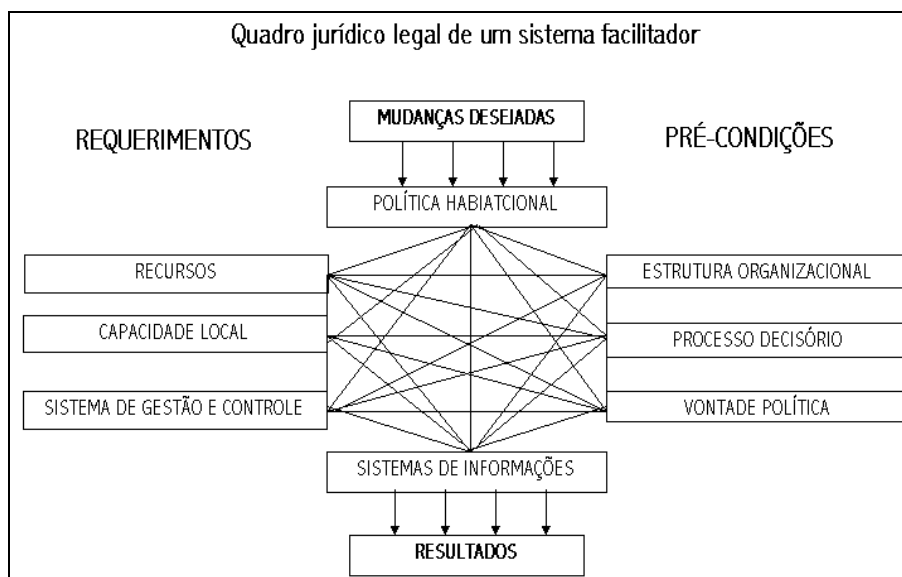 Quadro jurídico legal de um sistema facilitador
MUDANÇAS DESEJADAS
REQUERIMENTOS
PRÉ-CONDIÇÕES
POLÍTICA HABIATCIONAL
RECURSOS
ESTRUTURA ORGANIZACIONAL
CAPACIDADE LOCAL
PROCESSO DECISÓRIO
SISTEMA DE GESTÃO E CONTROLE
VONTADE POLÍTICA
SISTEMAS DE INFORMAÇÕES
RESULTADOS